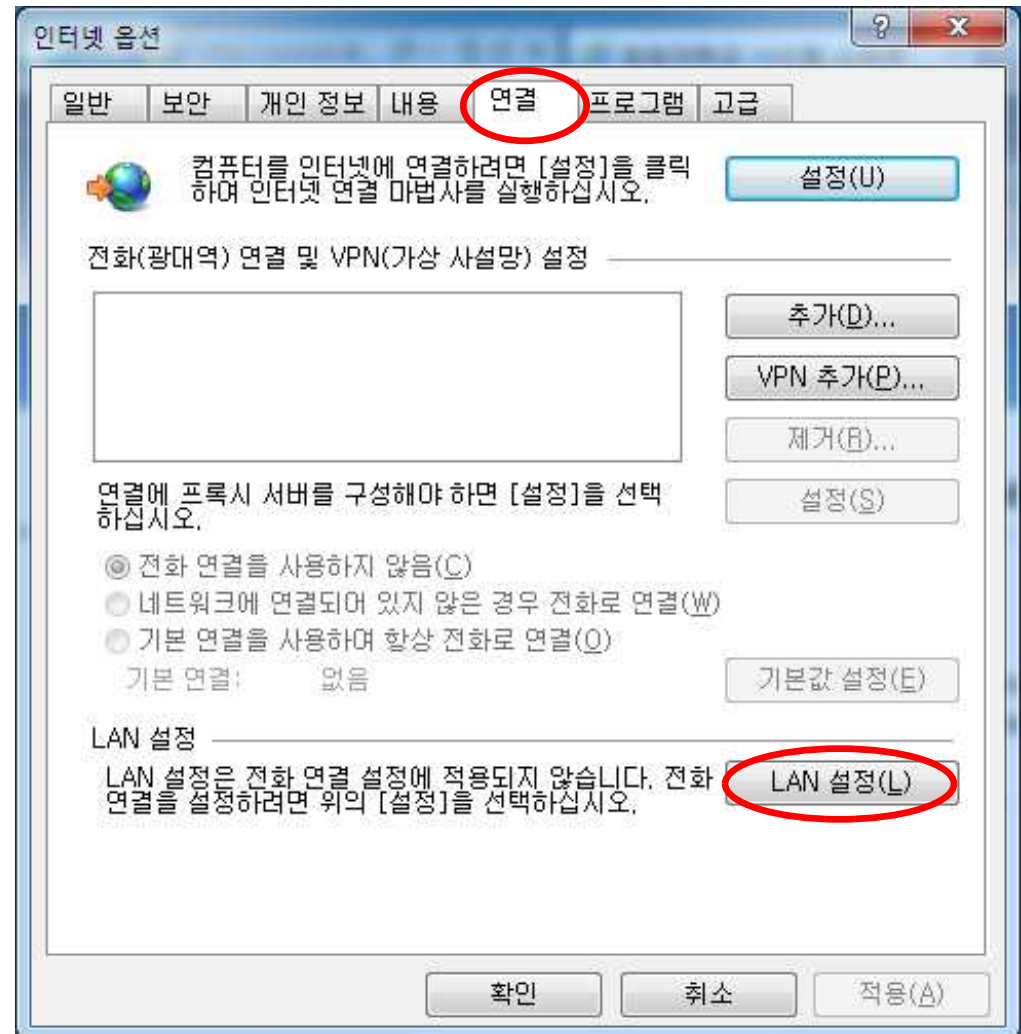 인터넷 옵션
?
X
일반 보안 개인 정보 내용 연결 프로그램 고급
컴퓨터를 인터넷에 연결하려면 [설정]을 클릭
하여 인터넷 연결 마법사를 실행하십시오.
설정(U)
전화(광대역) 연결 및 VPN(가상 사설망) 설정
추가(D)...
VPN 추가(P)...
제거(R)...
연결에 프록시 서버를 구성해야 하면 [설정]을 선택
하십시오.
설정(S)
전화 연결을 사용하지 않음(C)
네트워크에 연결되어 있지 않은 경우 전화로 연결(W)
기본 연결을 사용하여 항상 전화로 연결(O)
기본 연결: 없음
기본값 설정(E)
LAN 설정
LAN 설정은 전화 연결 설정에 적용되지 않습니다. 전화
연결을 설정하려면 위의 [설정]을 선택하십시오.
LAN 설정(L)
확인 취소 적용(A)